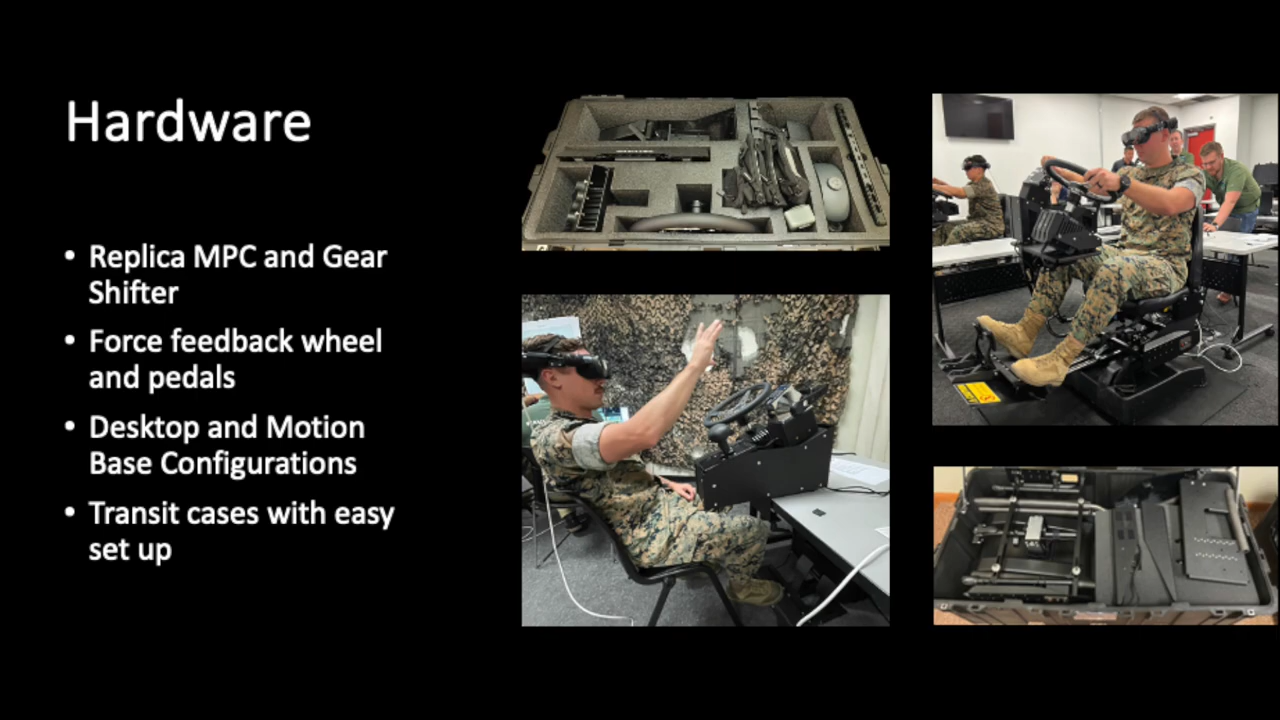 Hardware
• Replica MPC and Gear
Shifter
• Force feedback wheel
and pedals
• Desktop and Motion
Base Configurations
• Transit cases with easy
set up